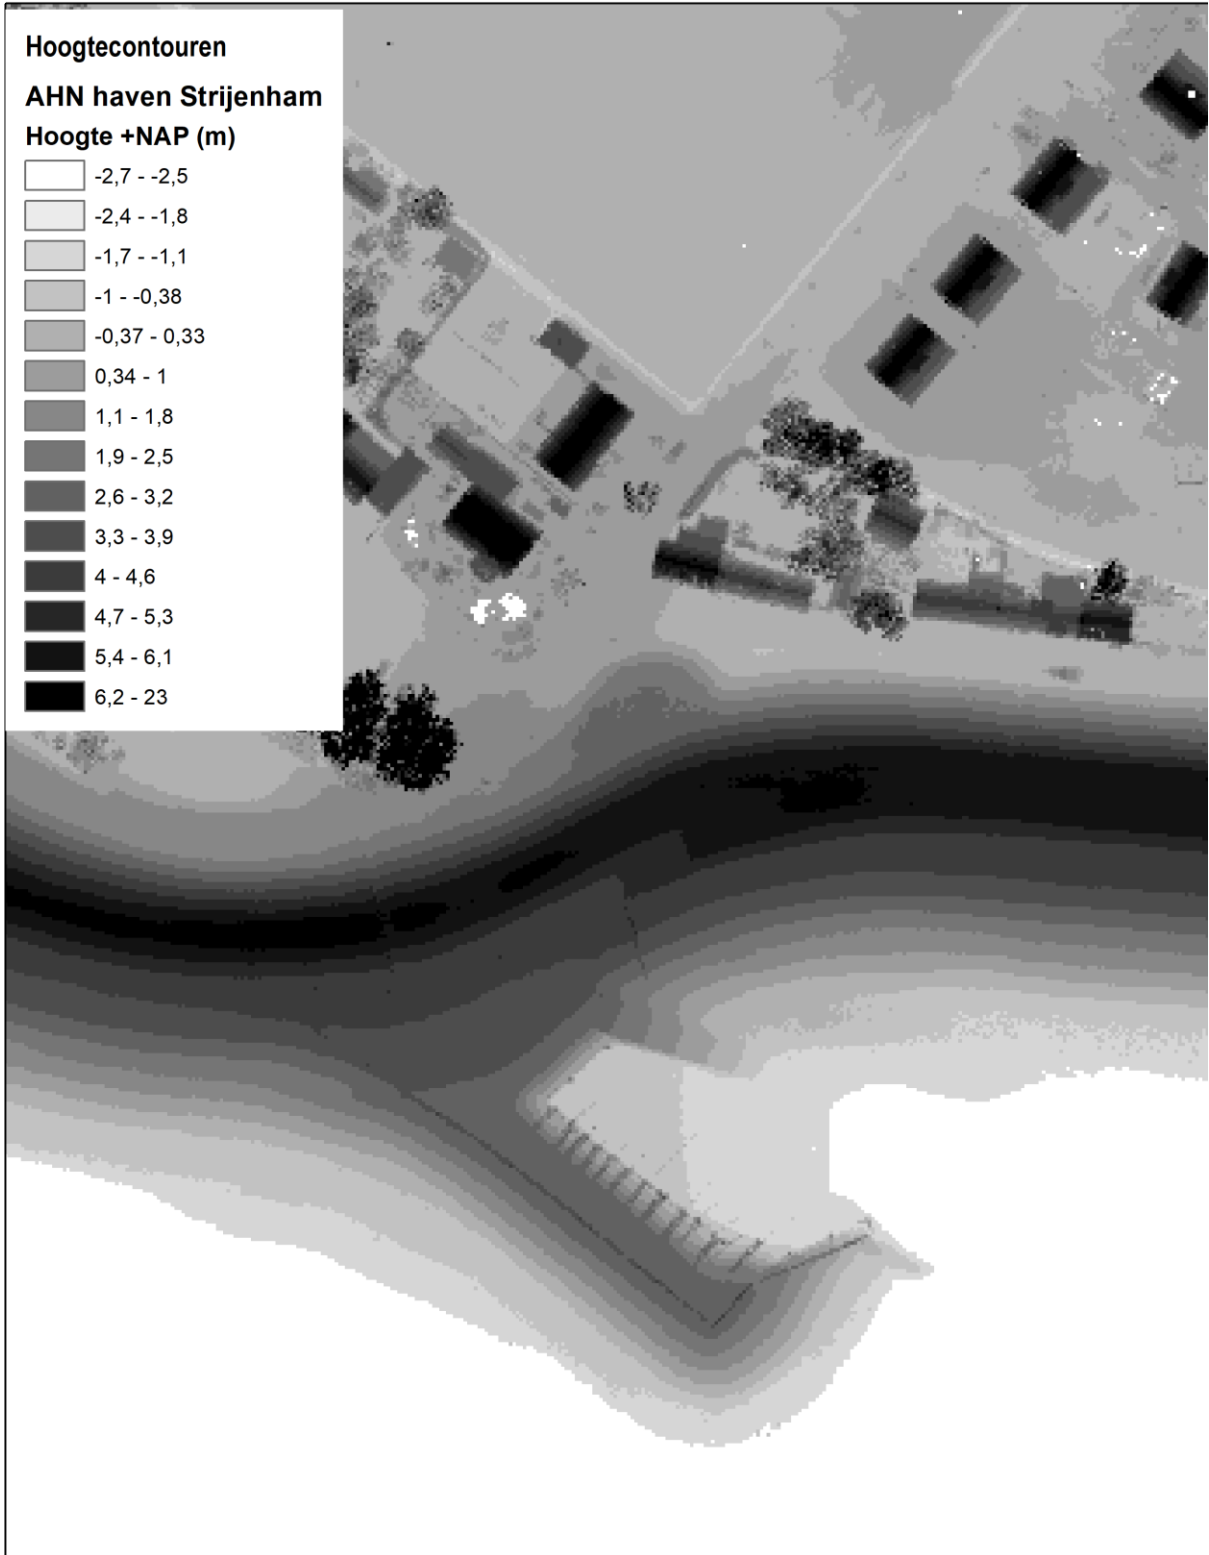 Hoogtecontouren
AHN haven Strijenham
Hoogte +NAP (m)
-2,7 - -2,5
-2,4 - -1,8
-1,7 - -1,1
-1 - -0,38
-0,37 - 0,33
0,34 - 1
1,1 - 1,8
1,9 - 2,5
2,6 - 3,2
3,3 - 3,9
4 - 4,6
4,7 - 5,3
5,4 - 6,1
6,2 - 23